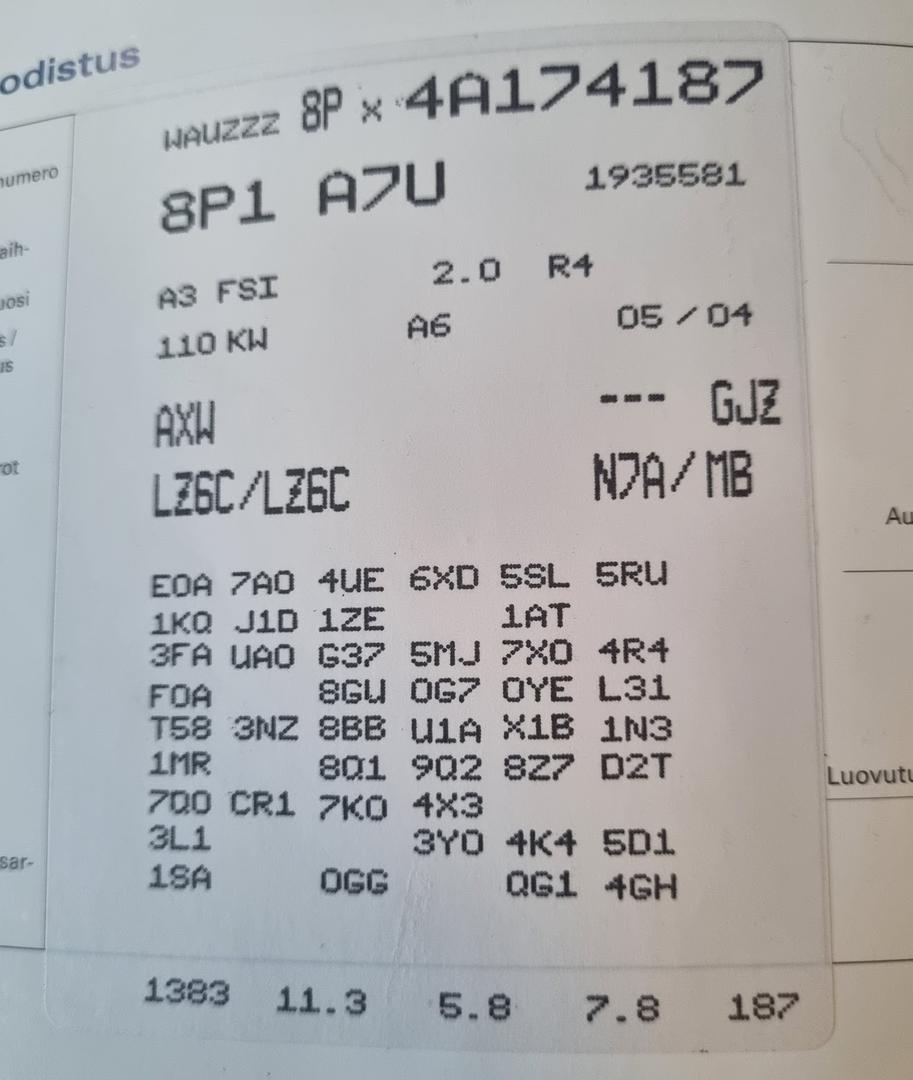 odistus
WAUZZZ 8P x 4A174187
numero
8P1 A7U 1935581
aih-
A3 FSI 2.0 R4
uosi
110 KW A6 05 / 04
s/
us
AXW --- GJZ
rot
LZ6C/LZ6C N7A/MB
Au
E0A 7A0 4UE 6XD 5SL 5RU
1KQ J1D 1ZE 1AT
3FA UA0 G37 5MJ 7X0 4R4
F0A 8GU 0G7 0YE L31
T58 3NZ 8BB U1A X1B 1N3
1MR 8Q1 9Q2 8Z7 D2T
Luovutu
7Q0 CR1 7K0 4X3
3L1 3Y0 4K4 5D1
sar-
1SA 0GG QG1 4GH
1383 11.3 5.8 7.8 187